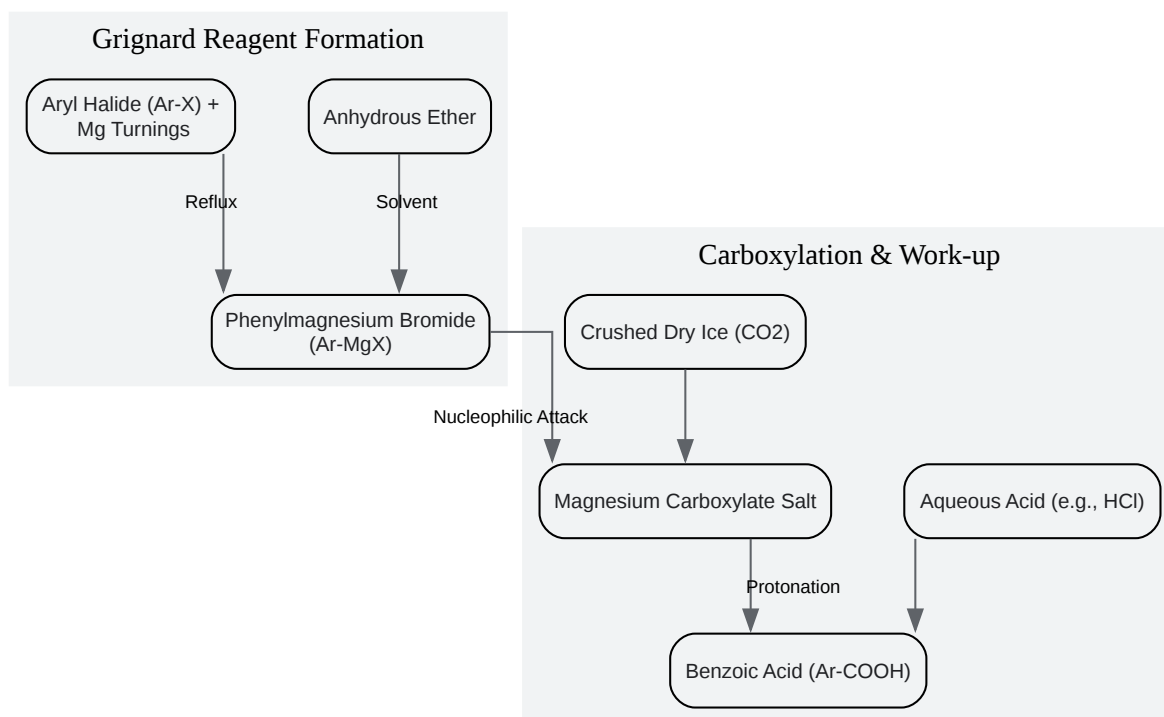 Grignard Reagent Formation
Aryl Halide (Ar-X) +
Mg Turnings
Anhydrous Ether
Reflux
Solvent
Phenylmagnesium Bromide
(Ar-MgX)
Carboxylation & Work-up
Crushed Dry Ice (CO2)
Nucleophilic Attack
Magnesium Carboxylate Salt
Aqueous Acid (e.g., HCl)
Protonation
Benzoic Acid (Ar-COOH)